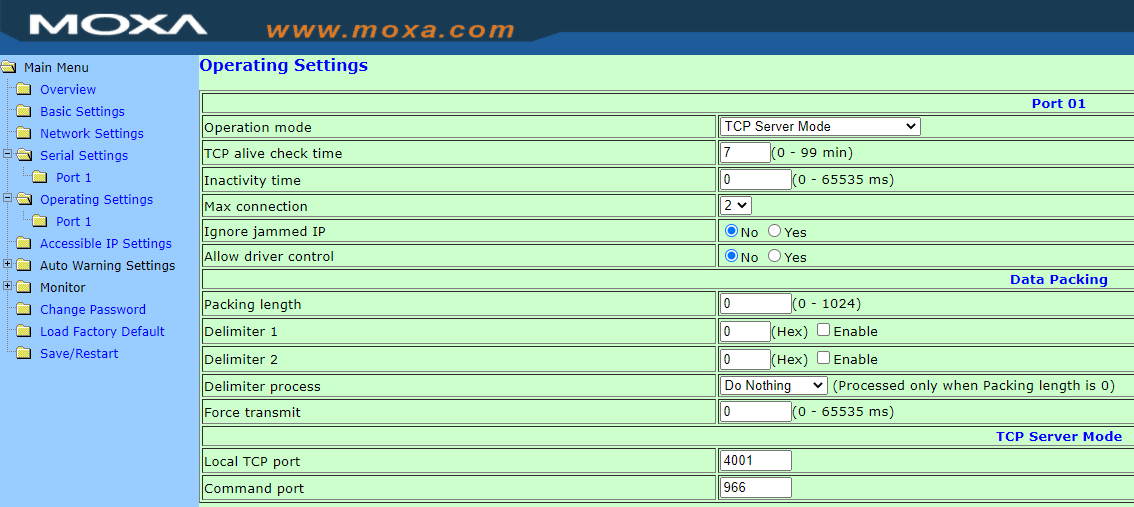 MOXA www.moxa.com
Main Menu
Overview
Basic Settings
Network Settings
Serial Settings
Port 1
Operating Settings
Port 1
Accessible IP Settings
Auto Warning Settings
Monitor
Change Password
Load Factory Default
Save/Restart
Operating Settings
Port 01
Operation mode TCP Server Mode
TCP alive check time 7 (0 - 99 min)
Inactivity time 0 (0 - 65535 ms)
Max connection 2
Ignore jammed IP No Yes
Allow driver control No Yes
Data Packing
Packing length 0 (0 - 1024)
Delimiter 1 0 (Hex) Enable
Delimiter 2 0 (Hex) Enable
Delimiter process Do Nothing (Processed only when Packing length is 0)
Force transmit 0 (0 - 65535 ms)
TCP Server Mode
Local TCP port 4001
Command port 966